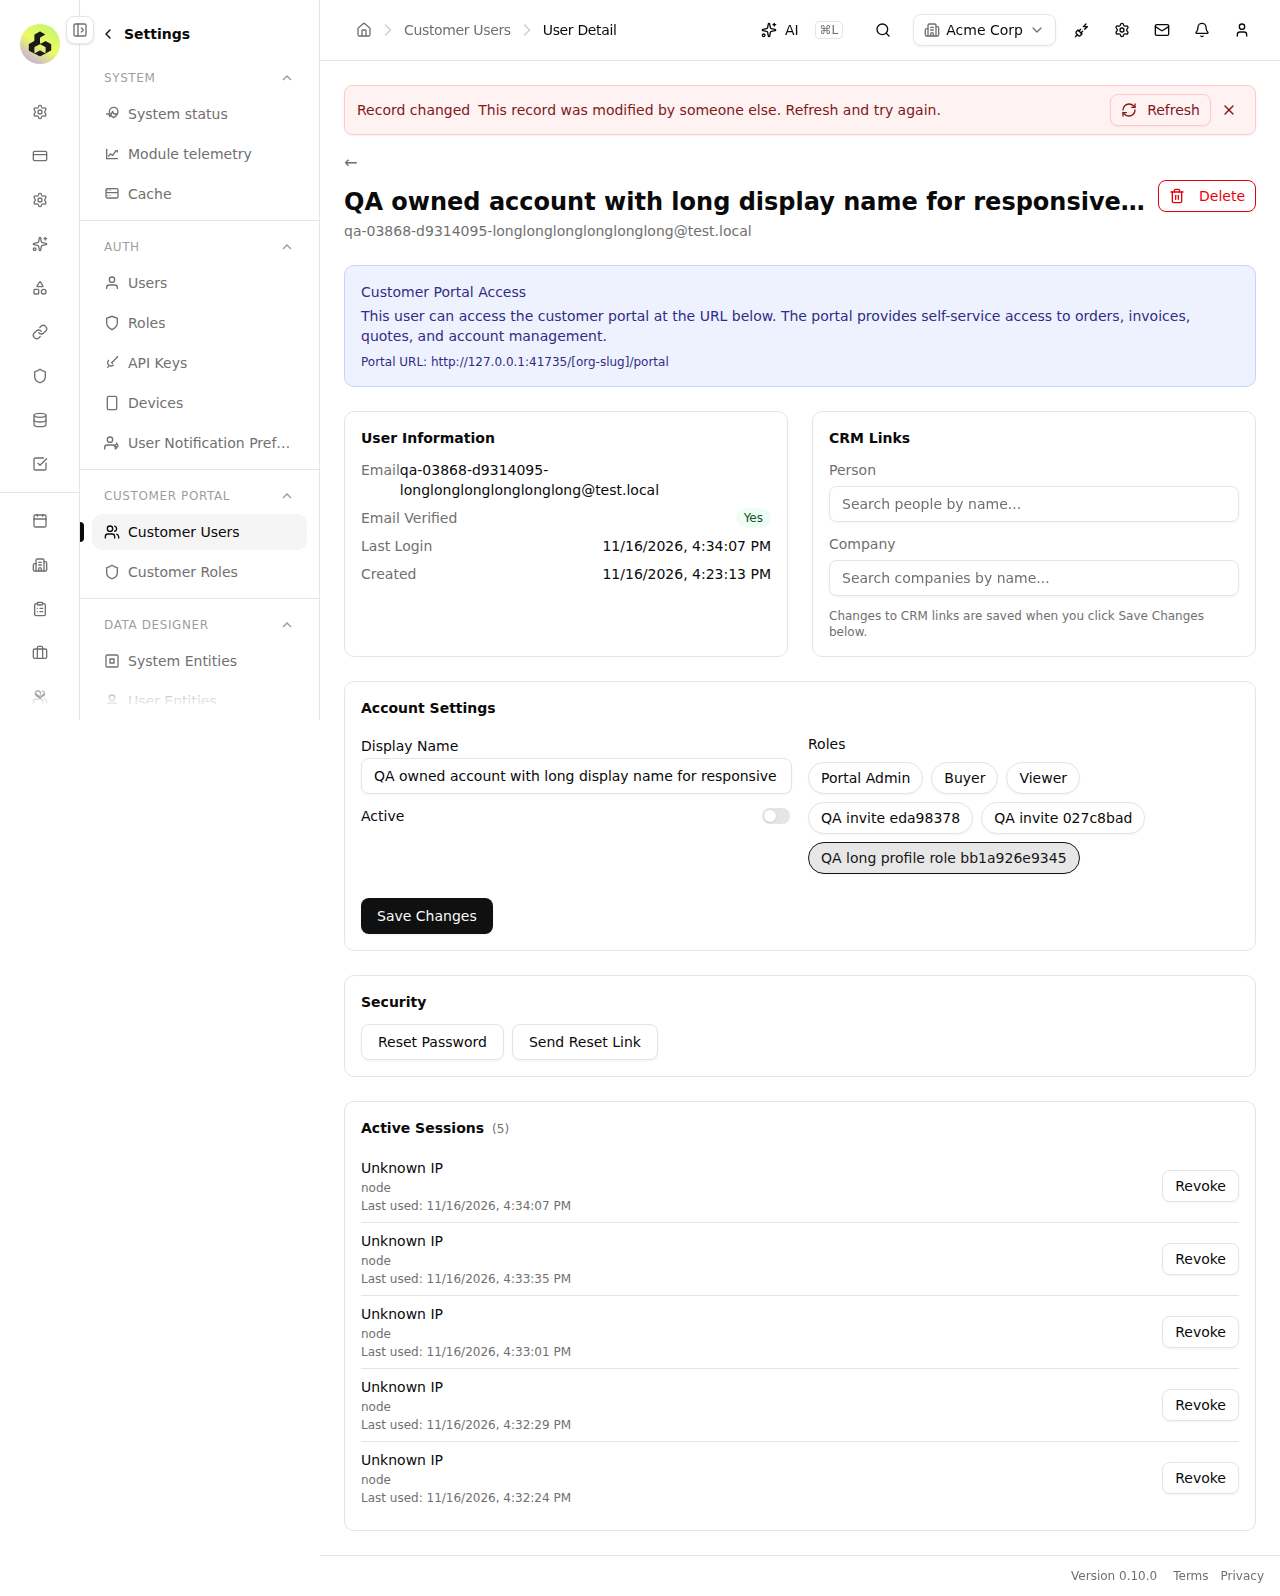 Settings
SYSTEM
System status
Module telemetry
Cache
AUTH
Users
Roles
API Keys
Devices
User Notification Pref...
CUSTOMER PORTAL
Customer Users
Customer Roles
DATA DESIGNER
System Entities
User Entities
Customer Users
User Detail
AI
⌘L
Acme Corp
Record changed This record was modified by someone else. Refresh and try again.
Refresh
←
QA owned account with long display name for responsive...
Delete
qa-03868-d9314095-longlonglonglonglonglong@test.local
Customer Portal Access
This user can access the customer portal at the URL below. The portal provides self-service access to orders, invoices,
quotes, and account management.
Portal URL: http://127.0.0.1:41735/[org-slug]/portal
User Information
Email qa-03868-d9314095-
longlonglonglonglonglong@test.local
Email Verified Yes
Last Login 11/16/2026, 4:34:07 PM
Created 11/16/2026, 4:23:13 PM
CRM Links
Person
Search people by name...
Company
Search companies by name...
Changes to CRM links are saved when you click Save Changes
below.
Account Settings
Display Name
QA owned account with long display name for responsive
Active
Roles
Portal Admin
Buyer
Viewer
QA invite eda98378
QA invite 027c8bad
QA long profile role bb1a926e9345
Save Changes
Security
Reset Password
Send Reset Link
Active Sessions (5)
Unknown IP
node
Last used: 11/16/2026, 4:34:07 PM
Revoke
Unknown IP
node
Last used: 11/16/2026, 4:33:35 PM
Revoke
Unknown IP
node
Last used: 11/16/2026, 4:33:01 PM
Revoke
Unknown IP
node
Last used: 11/16/2026, 4:32:29 PM
Revoke
Unknown IP
node
Last used: 11/16/2026, 4:32:24 PM
Revoke
Version 0.10.0
Terms
Privacy